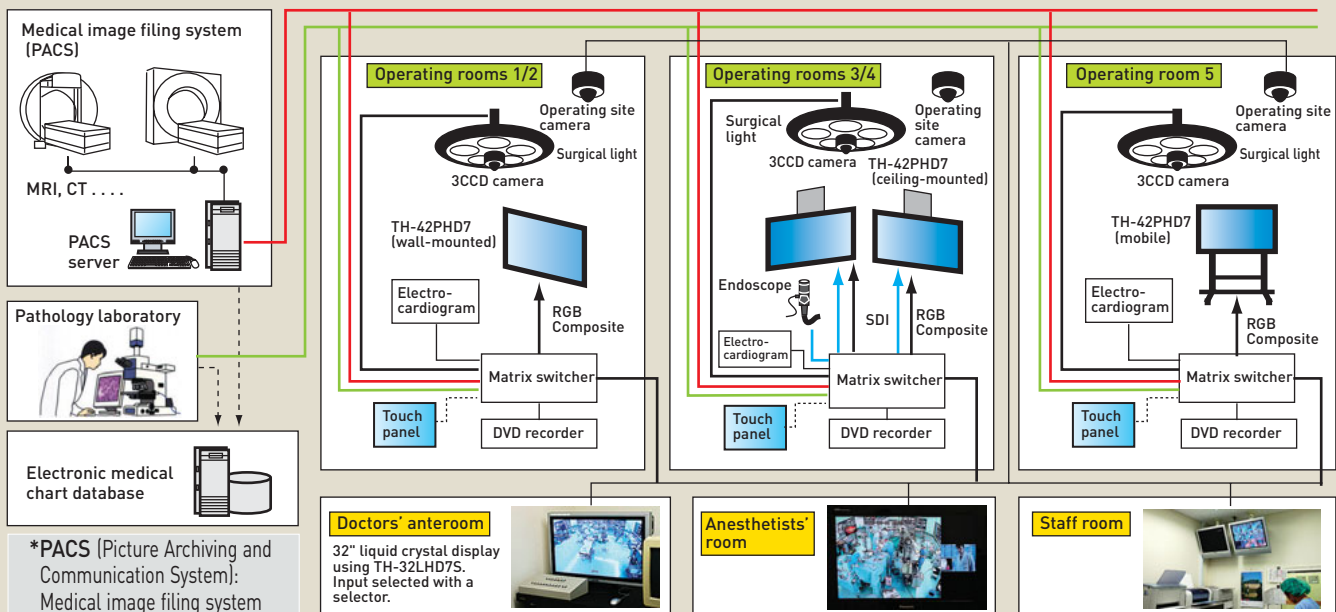 Medical image filing system
(PACS)
MRI, CT . . . .
PACS
server
Pathology laboratory
Electronic medical
chart database
*PACS (Picture Archiving and
Communication System):
Medical image filing system
Operating rooms 1/2
Operating site
camera
Surgical light
3CCD camera
TH-42PHD7
(wall-mounted)
Electro-
cardiogram
RGB
Composite
Matrix switcher
Touch
panel
DVD recorder
Operating rooms 3/4
Surgical
light
Operating
site
camera
3CCD camera
TH-42PHD7
(ceiling-mounted)
Endoscope
SDI
RGB
Composite
Electro-
cardiogram
Matrix switcher
Touch
panel
DVD recorder
Operating room 5
Operating site
camera
Surgical light
3CCD camera
TH-42PHD7
(mobile)
Electro-
cardiogram
RGB
Composite
Matrix switcher
Touch
panel
DVD recorder
Doctors' anteroom
32" liquid crystal display
using TH-32LHD7S.
Input selected with a
selector.
Anesthetists'
room
Staff room